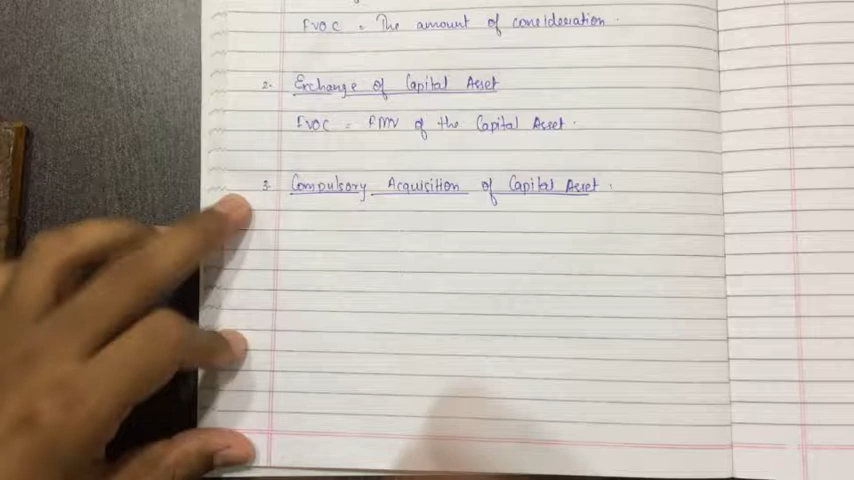 FVOC = The amount of consideration.
2. Exchange of Capital Asset
FVOC = FMV of the Capital Asset.
3. Compulsory Acquisition of Capital Asset.